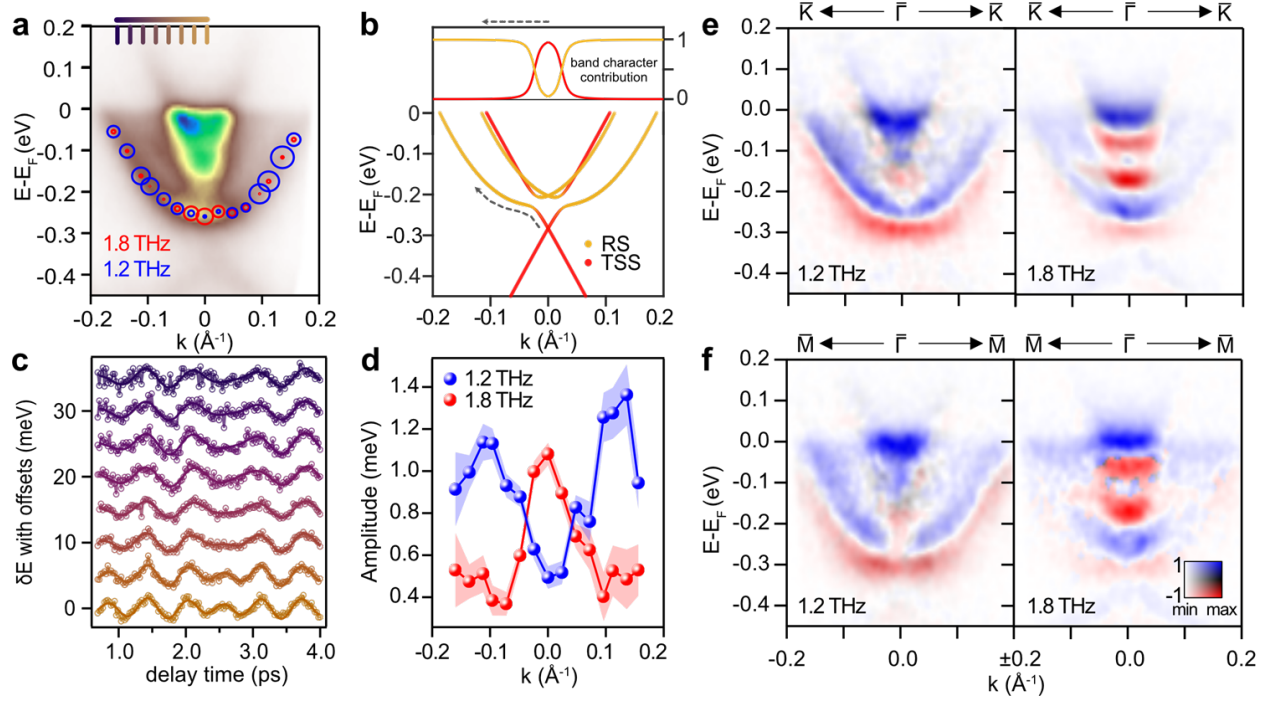 a
0.2
0.1
0
-0.1
-0.2
-0.3
-0.4
E-E_F (eV)
1.8 THz
1.2 THz
-0.2 -0.1 0 0.1 0.2
k (Å⁻¹)
b
1
0
band character
contribution
0
-0.1
-0.2
-0.3
-0.4
E-E_F (eV)
RS
TSS
-0.2 -0.1 0.0 0.1 0.2
k (Å⁻¹)
c
30
20
10
0
δE with offsets (meV)
1.0 2.0 3.0 4.0
delay time (ps)
d
1.2 THz
1.8 THz
1.4
1.2
1.0
0.8
0.6
0.4
Amplitude (meV)
-0.2 -0.1 0 0.1 0.2
k (Å⁻¹)
e
K̅ Γ̅ K̅ K̅ Γ̅ K̅
0.2
0.1
0.0
-0.1
-0.2
-0.3
-0.4
E-E_F (eV)
1.2 THz
1.8 THz
f
M̅ Γ̅ M̅ M̅ Γ̅ M̅
0.2
0.1
0.0
-0.1
-0.2
-0.3
-0.4
E-E_F (eV)
1.2 THz
1.8 THz
1
-1
min max
-0.2 0.0 ±0.2 0.0 0.2
k (Å⁻¹)